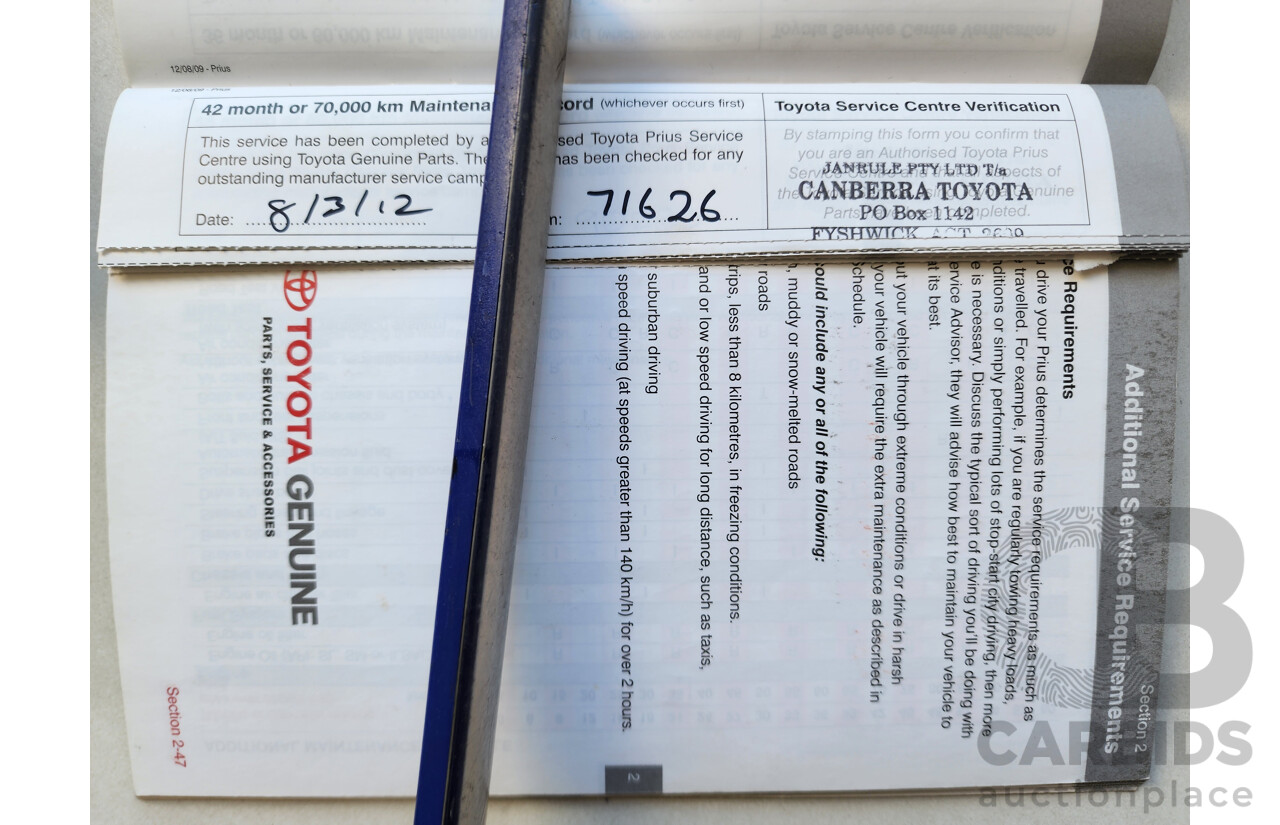 12/08/09 - Prius
42 month or 70,000 km Maintena ord (whichever occurs first)
Toyota Service Centre Verification
This service has been completed by a sed Toyota Prius Service
Centre using Toyota Genuine Parts. The has been checked for any
outstanding manufacturer service camp
Date: 8/3/12 n: 71626
By stamping this form you confirm that
you are an Authorised Toyota Prius
JANRULE PTY LTD T/a
CANBERRA TOYOTA
PO Box 1142
FYSHWICK ACT
Section 2
Additional Service Requirements
ce Requirements
drive your Prius determines the service requirements as much as
travelled. For example, if you are regularly towing heavy loads,
nditions or simply performing lots of stop-start city driving, then more
e is necessary. Discuss the typical sort of driving you'll be doing with
ervice Advisor, they will advise how best to maintain your vehicle to
at its best.
out your vehicle through extreme conditions or drive in harsh
your vehicle will require the extra maintenance as described in
chedule.
ould include any or all of the following:
, muddy or snow-melted roads
roads
trips, less than 8 kilometres, in freezing conditions.
and or low speed driving for long distance, such as taxis,
suburban driving
speed driving (at speeds greater than 140 km/h) for over 2 hours.
TOYOTA GENUINE
PARTS, SERVICE & ACCESSORIES
2
Section 2-47
CB
CARBIDS
auctionplace